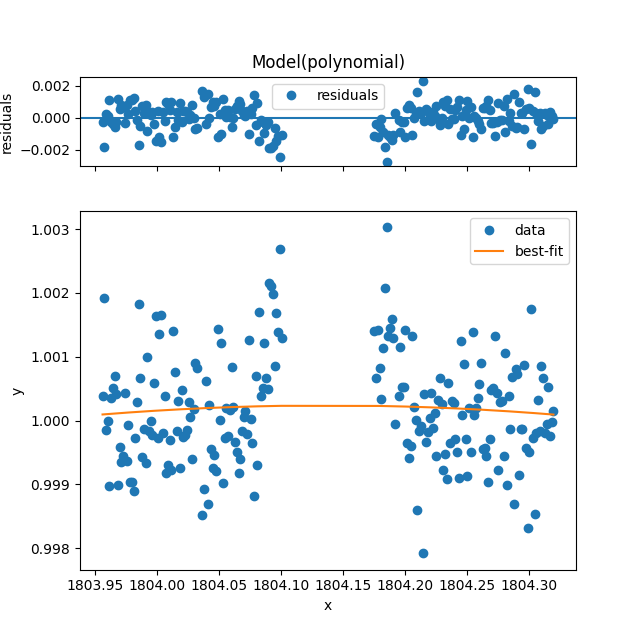 Model(polynomial)
residuals
0.002
0.000
−0.002
residuals
1.003
1.002
1.001
1.000
0.999
0.998
y
data
best-fit
1803.95 1804.00 1804.05 1804.10 1804.15 1804.20 1804.25 1804.30
x